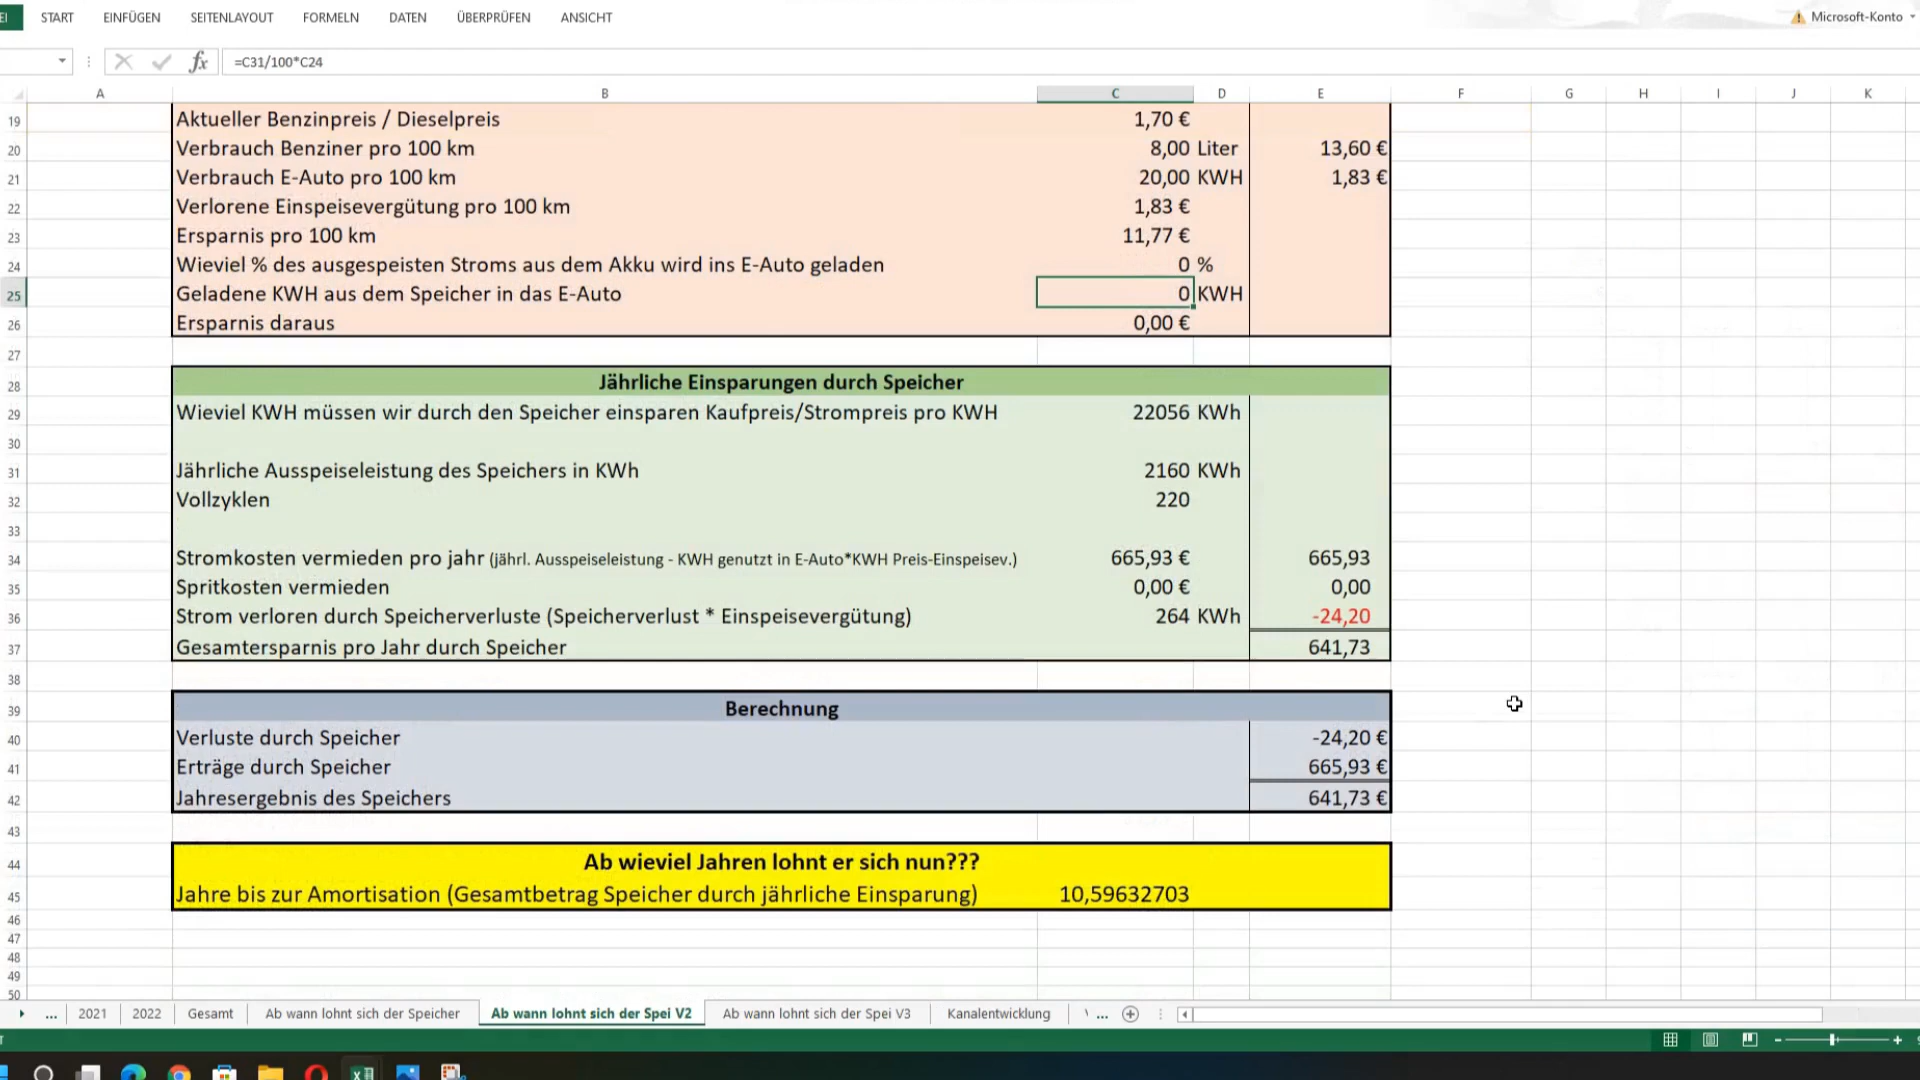 EI START EINFÜGEN SEITENLAYOUT FORMELN DATEN ÜBERPRÜFEN ANSICHT Microsoft-Konto
fx =C31/100*C24
A B C D E F G H I J K
19 Aktueller Benzinpreis / Dieselpreis 1,70 €
20 Verbrauch Benziner pro 100 km 8,00 Liter 13,60 €
21 Verbrauch E-Auto pro 100 km 20,00 KWH 1,83 €
22 Verlorene Einspeisevergütung pro 100 km 1,83 €
23 Ersparnis pro 100 km 11,77 €
24 Wieviel % des ausgespeisten Stroms aus dem Akku wird ins E-Auto geladen 0 %
25 Geladene KWH aus dem Speicher in das E-Auto 0 KWH
26 Ersparnis daraus 0,00 €
27
28 Jährliche Einsparungen durch Speicher
29 Wieviel KWH müssen wir durch den Speicher einsparen Kaufpreis/Strompreis pro KWH 22056 KWh
30
31 Jährliche Ausspeiseleistung des Speichers in KWh 2160 KWh
32 Vollzyklen 220
33
34 Stromkosten vermieden pro jahr (jährl. Ausspeiseleistung - KWH genutzt in E-Auto*KWH Preis-Einspeisev.) 665,93 € 665,93
35 Spritkosten vermieden 0,00 € 0,00
36 Strom verloren durch Speicherverluste (Speicherverlust * Einspeisevergütung) 264 KWh -24,20
37 Gesamtersparnis pro Jahr durch Speicher 641,73
38
39 Berechnung
40 Verluste durch Speicher -24,20 €
41 Erträge durch Speicher 665,93 €
42 Jahresergebnis des Speichers 641,73 €
43
44 Ab wieviel Jahren lohnt er sich nun???
45 Jahre bis zur Amortisation (Gesamtbetrag Speicher durch jährliche Einsparung) 10,59632703
46
47
48
49
50
... 2021 2022 Gesamt Ab wann lohnt sich der Speicher Ab wann lohnt sich der Spei V2 Ab wann lohnt sich der Spei V3 Kanalentwicklung ...